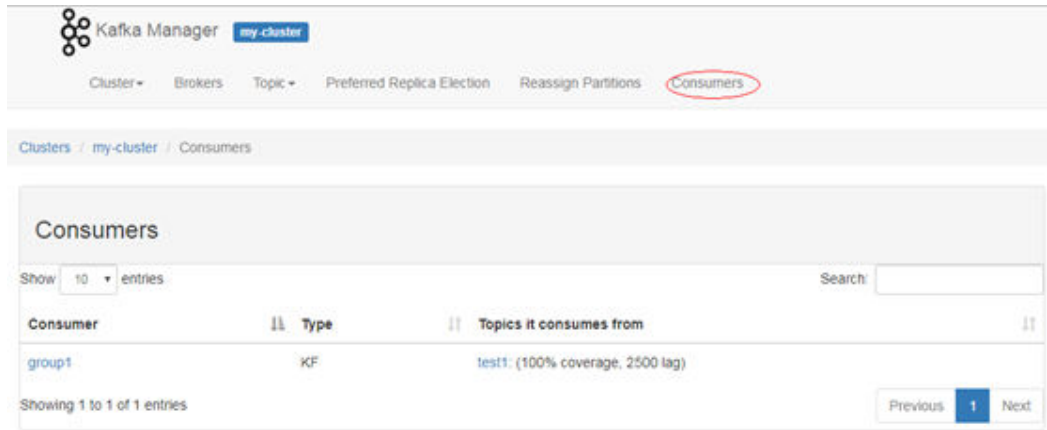 Kafka Manager my-cluster
Cluster Brokers Topic Preferred Replica Election Reassign Partitions Consumers
Clusters / my-cluster / Consumers
Consumers
Show 10 entries Search:
Consumer Type Topics it consumes from
group1 KF test1: (100% coverage, 2500 lag)
Showing 1 to 1 of 1 entries Previous 1 Next